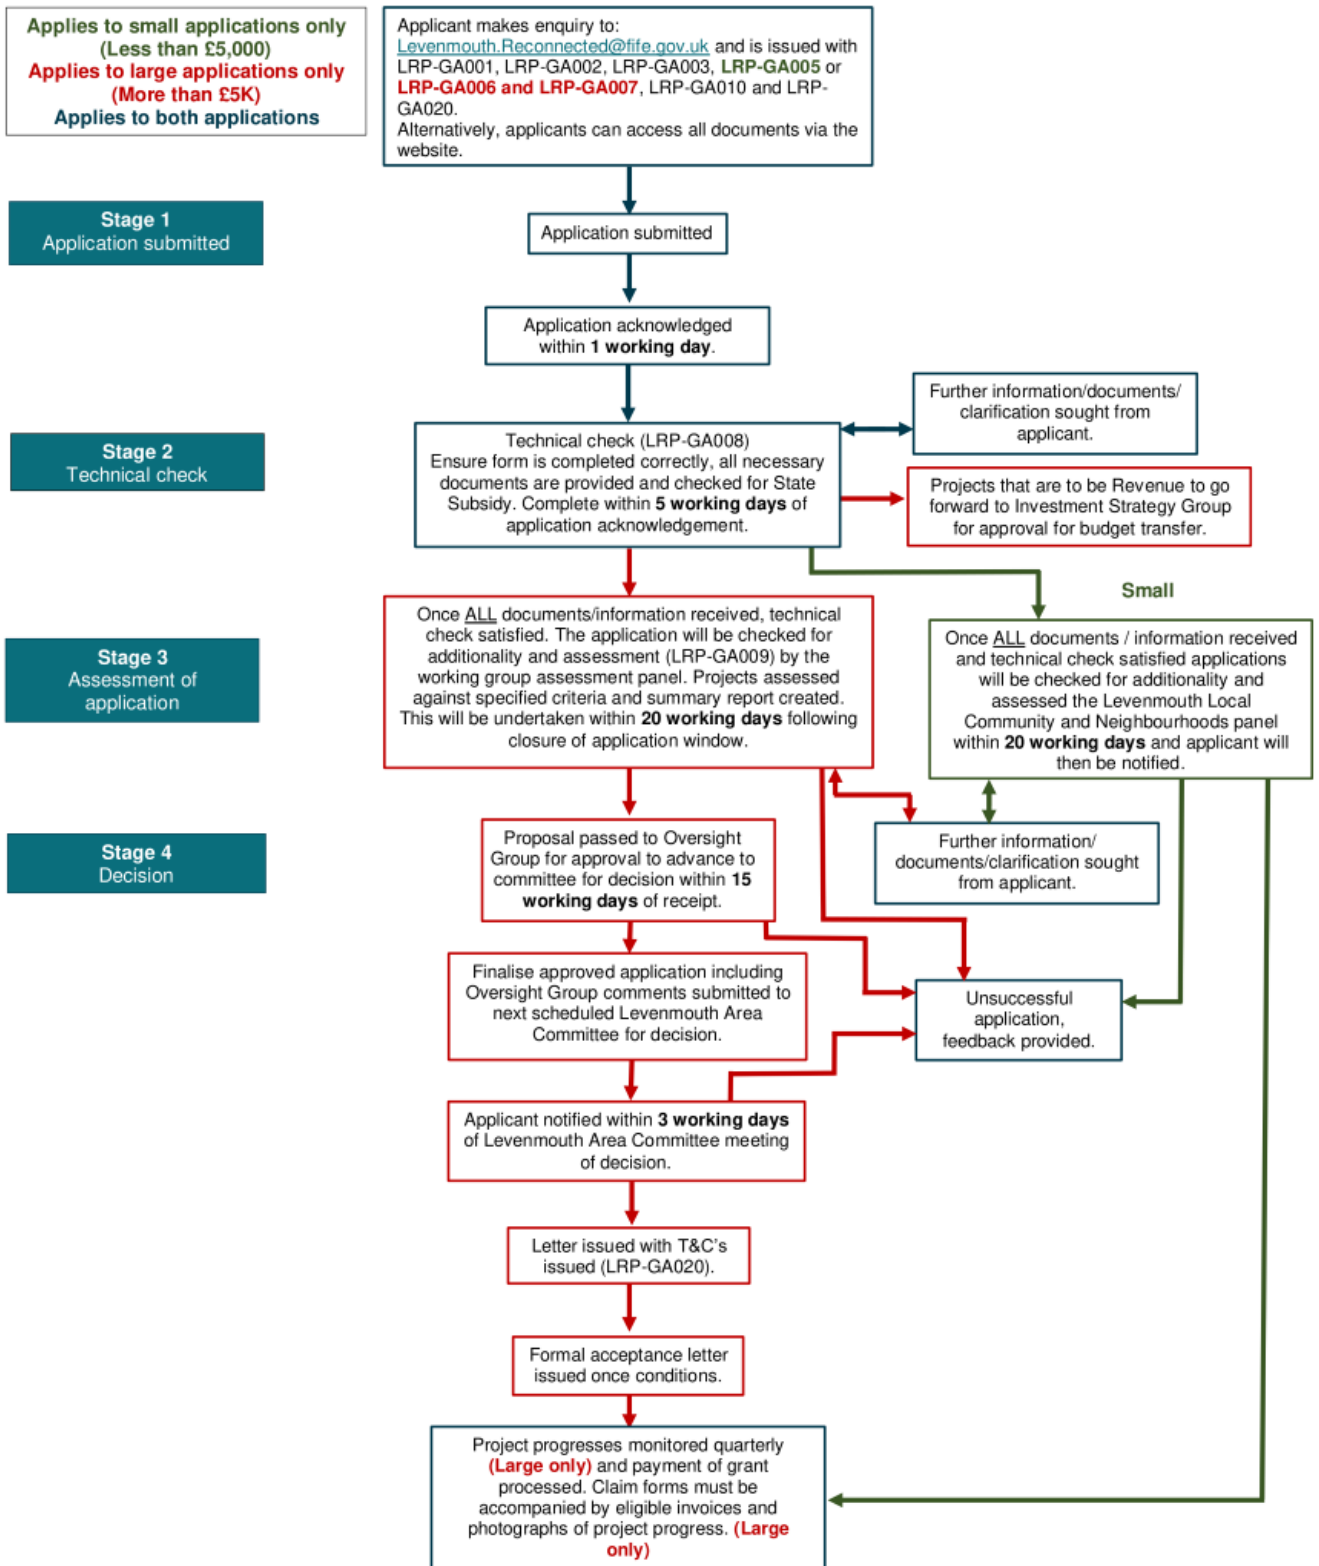 Applies to small applications only
(Less than £5,000)
Applies to large applications only
(More than £5K)
Applies to both applications
Applicant makes enquiry to:
Levenmouth.Reconnected@fife.gov.uk and is issued with
LRP-GA001, LRP-GA002, LRP-GA003, LRP-GA005 or
LRP-GA006 and LRP-GA007, LRP-GA010 and LRP-
GA020.
Alternatively, applicants can access all documents via the
website.
Stage 1
Application submitted
Application submitted
Application acknowledged
within 1 working day.
Further information/documents/
clarification sought from
applicant.
Stage 2
Technical check
Technical check (LRP-GA008)
Ensure form is completed correctly, all necessary
documents are provided and checked for State
Subsidy. Complete within 5 working days of
application acknowledgement.
Projects that are to be Revenue to go
forward to Investment Strategy Group
for approval for budget transfer.
Small
Stage 3
Assessment of
application
Once ALL documents/information received, technical
check satisfied. The application will be checked for
additionality and assessment (LRP-GA009) by the
working group assessment panel. Projects assessed
against specified criteria and summary report created.
This will be undertaken within 20 working days following
closure of application window.
Once ALL documents / information received
and technical check satisfied applications
will be checked for additionality and
assessed the Levenmouth Local
Community and Neighbourhoods panel
within 20 working days and applicant will
then be notified.
Stage 4
Decision
Proposal passed to Oversight
Group for approval to advance to
committee for decision within 15
working days of receipt.
Further information/
documents/clarification sought
from applicant.
Finalise approved application including
Oversight Group comments submitted to
next scheduled Levenmouth Area
Committee for decision.
Unsuccessful
application,
feedback provided.
Applicant notified within 3 working days
of Levenmouth Area Committee meeting
of decision.
Letter issued with T&C's
issued (LRP-GA020).
Formal acceptance letter
issued once conditions.
Project progresses monitored quarterly
(Large only) and payment of grant
processed. Claim forms must be
accompanied by eligible invoices and
photographs of project progress. (Large
only)